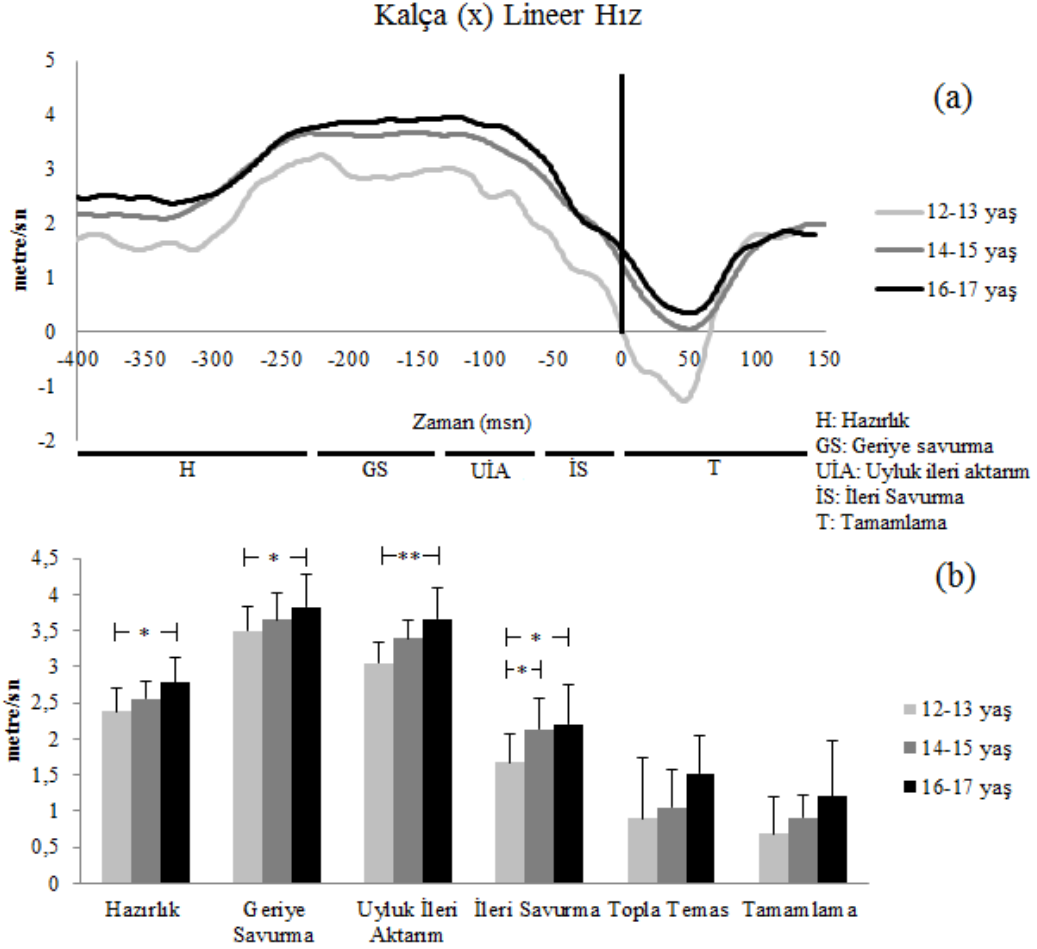 Kalça (x) Lineer Hız
(a)
5
4
3
2
1
0
-1
-2
metre/sn
-400 -350 -300 -250 -200 -150 -100 -50 0 50 100 150
Zaman (msn)
12-13 yaş
14-15 yaş
16-17 yaş
H GS UİA İS T
H: Hazırlık
GS: Geriye savurma
UİA: Uyluk ileri aktarım
İS: İleri Savurma
T: Tamamlama
(b)
4,5
4
3,5
3
2,5
2
1,5
1
0,5
0
metre/sn
*
*
**
*
*
12-13 yaş
14-15 yaş
16-17 yaş
Hazırlık Geriye Uyluk İleri İleri Savurma Topla Temas Tamamlama
Savurma Aktarım